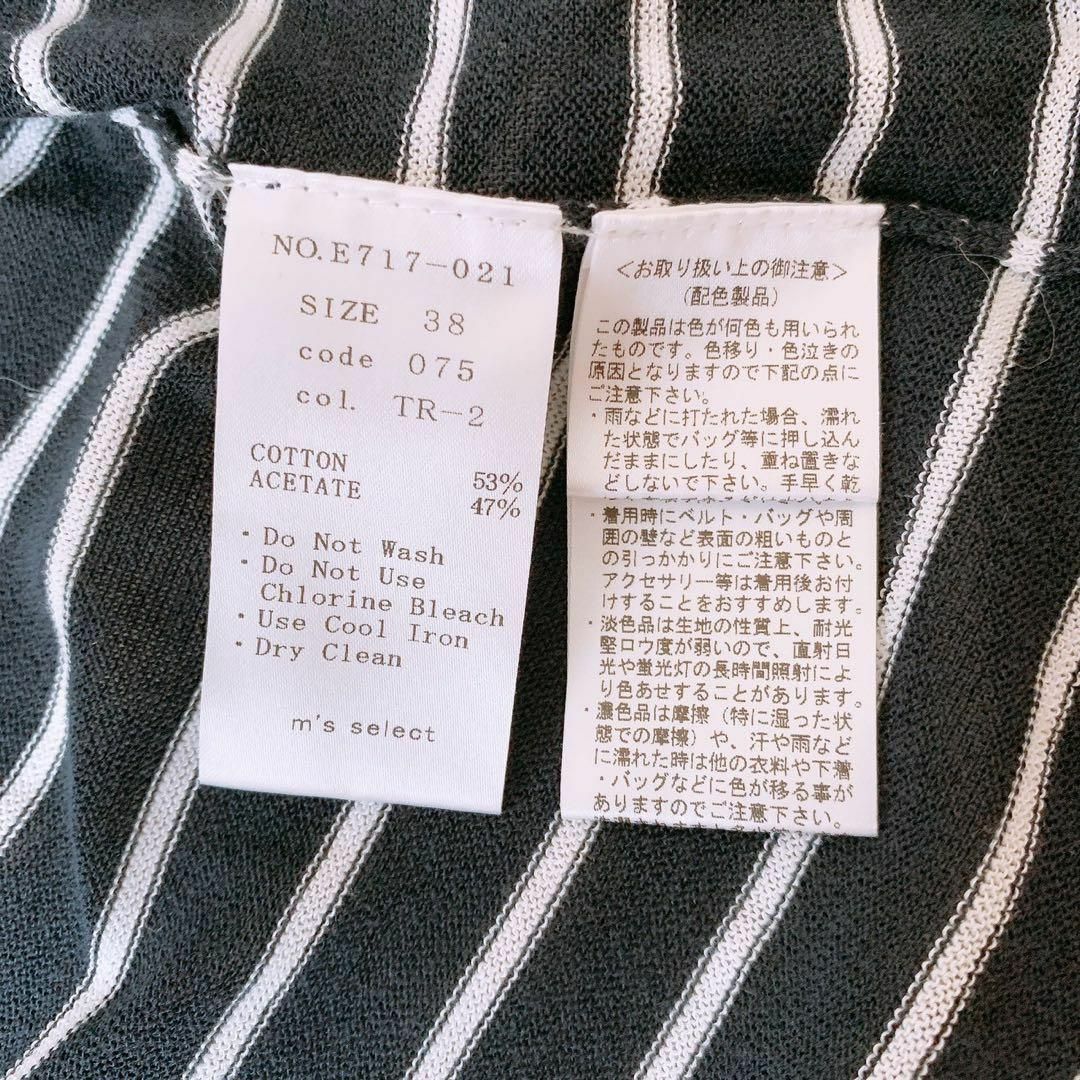 NO.E717-021
SIZE 38
code 075
col. TR-2
COTTON 53%
ACETATE 47%
・Do Not Wash
・Do Not Use
Chlorine Bleach
・Use Cool Iron
・Dry Clean
m's select
＜お取り扱い上の御注意＞
(配色製品)
この製品は色が何色も用いられ
たものです。色移り・色泣きの
原因となりますので下記の点に
ご注意下さい。
・雨などに打たれた場合、濡れ
た状態でバッグ等に押し込ん
だままにしたり、重ね置きな
どしないで下さい。手早く乾
・着用時にベルト・バッグや周
囲の壁など表面の粗いものと
の引っかかりにご注意下さい。
アクセサリー等は着用後お付
けすることをおすすめします。
・淡色品は生地の性質上、耐光
堅ロウ度が弱いので、直射日
光や蛍光灯の長時間照射によ
り色あせすることがあります。
・濃色品は摩擦（特に湿った状
態での摩擦）や、汗や雨など
に濡れた時は他の衣料や下着
・バッグなどに色が移る事が
ありますのでご注意下さい。